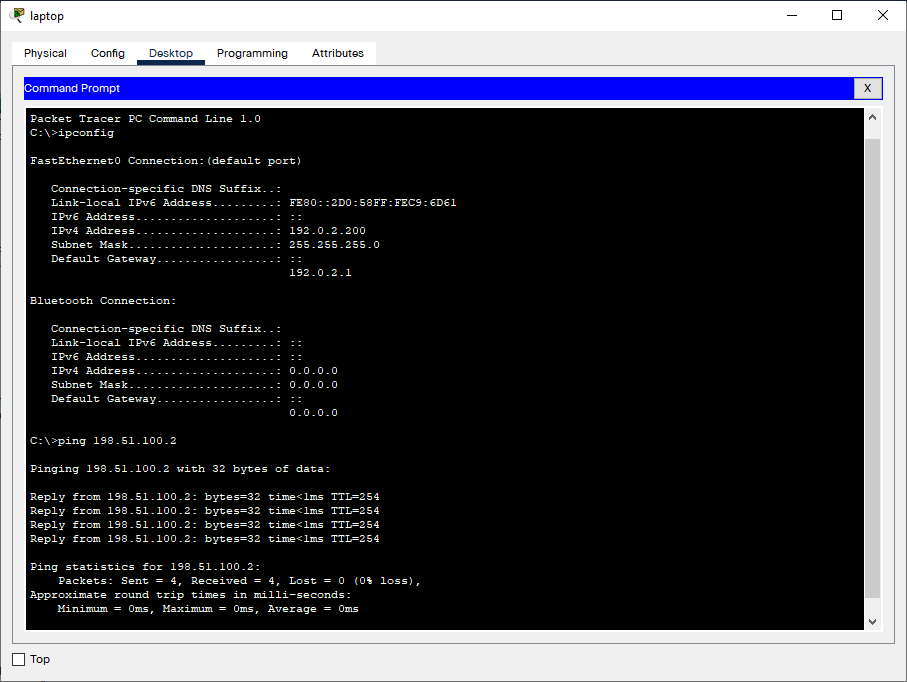 laptop
Physical Config Desktop Programming Attributes
Command Prompt X
Packet Tracer PC Command Line 1.0
C:\>ipconfig
FastEthernet0 Connection:(default port)
Connection-specific DNS Suffix..:
Link-local IPv6 Address.........: FE80::2D0:58FF:FEC9:6D61
IPv6 Address....................: ::
IPv4 Address....................: 192.0.2.200
Subnet Mask.....................: 255.255.255.0
Default Gateway.................: ::
192.0.2.1
Bluetooth Connection:
Connection-specific DNS Suffix..:
Link-local IPv6 Address.........: ::
IPv6 Address....................: ::
IPv4 Address....................: 0.0.0.0
Subnet Mask.....................: 0.0.0.0
Default Gateway.................: ::
0.0.0.0
C:\>ping 198.51.100.2
Pinging 198.51.100.2 with 32 bytes of data:
Reply from 198.51.100.2: bytes=32 time<1ms TTL=254
Reply from 198.51.100.2: bytes=32 time<1ms TTL=254
Reply from 198.51.100.2: bytes=32 time<1ms TTL=254
Reply from 198.51.100.2: bytes=32 time<1ms TTL=254
Ping statistics for 198.51.100.2:
Packets: Sent = 4, Received = 4, Lost = 0 (0% loss),
Approximate round trip times in milli-seconds:
Minimum = 0ms, Maximum = 0ms, Average = 0ms
Top